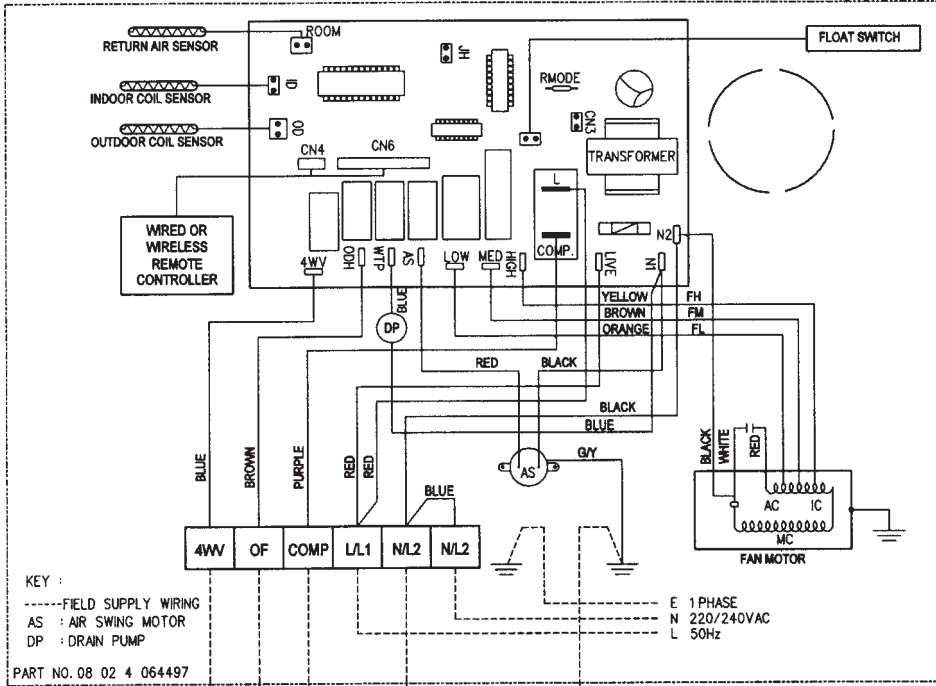 RETURN AIR SENSOR
ROOM
JH
FLOAT SWITCH
INDOOR COIL SENSOR
ID
RMODE
OUTDOOR COIL SENSOR
OD
CN3
CN4
CN6
TRANSFORMER
L
COMP.
WIRED OR
WIRELESS
REMOTE
CONTROLLER
4WV
ODH
WTP
AS
LOW
MED
HIGH
LIVE
N2
N1
BLUE
DP
YELLOW FH
BROWN FM
ORANGE FL
RED
BLACK
BLACK
BLUE
G/Y
AS
BLUE
BROWN
PURPLE
RED
RED
BLUE
BLACK
WHITE
RED
AC IC
MC
FAN MOTOR
4WV OF COMP L/L1 N/L2 N/L2
KEY :
------FIELD SUPPLY WIRING
AS : AIR SWING MOTOR
DP : DRAIN PUMP
E 1 PHASE
N 220/240VAC
L 50Hz
PART NO. 08 02 4 064497